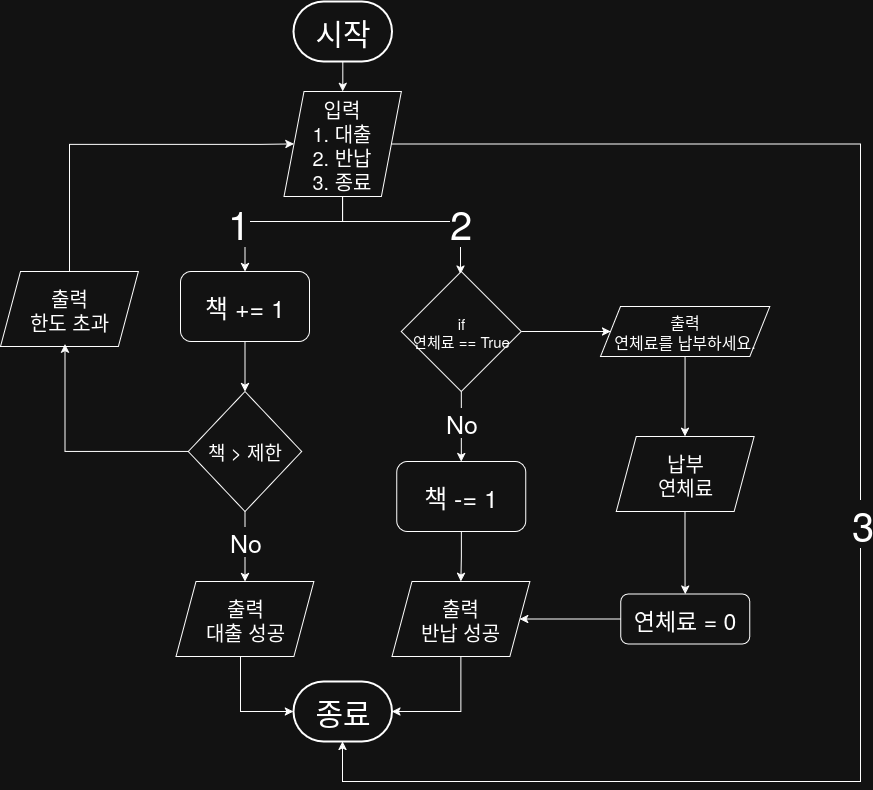 시작
입력
1. 대출
2. 반납
3. 종료
1
2
출력
한도 초과
책 += 1
if
연체료 == True
출력
연체료를 납부하세요.
No
책 > 제한
납부
연체료
책 -= 1
3
No
출력
대출 성공
출력
반납 성공
연체료 = 0
종료